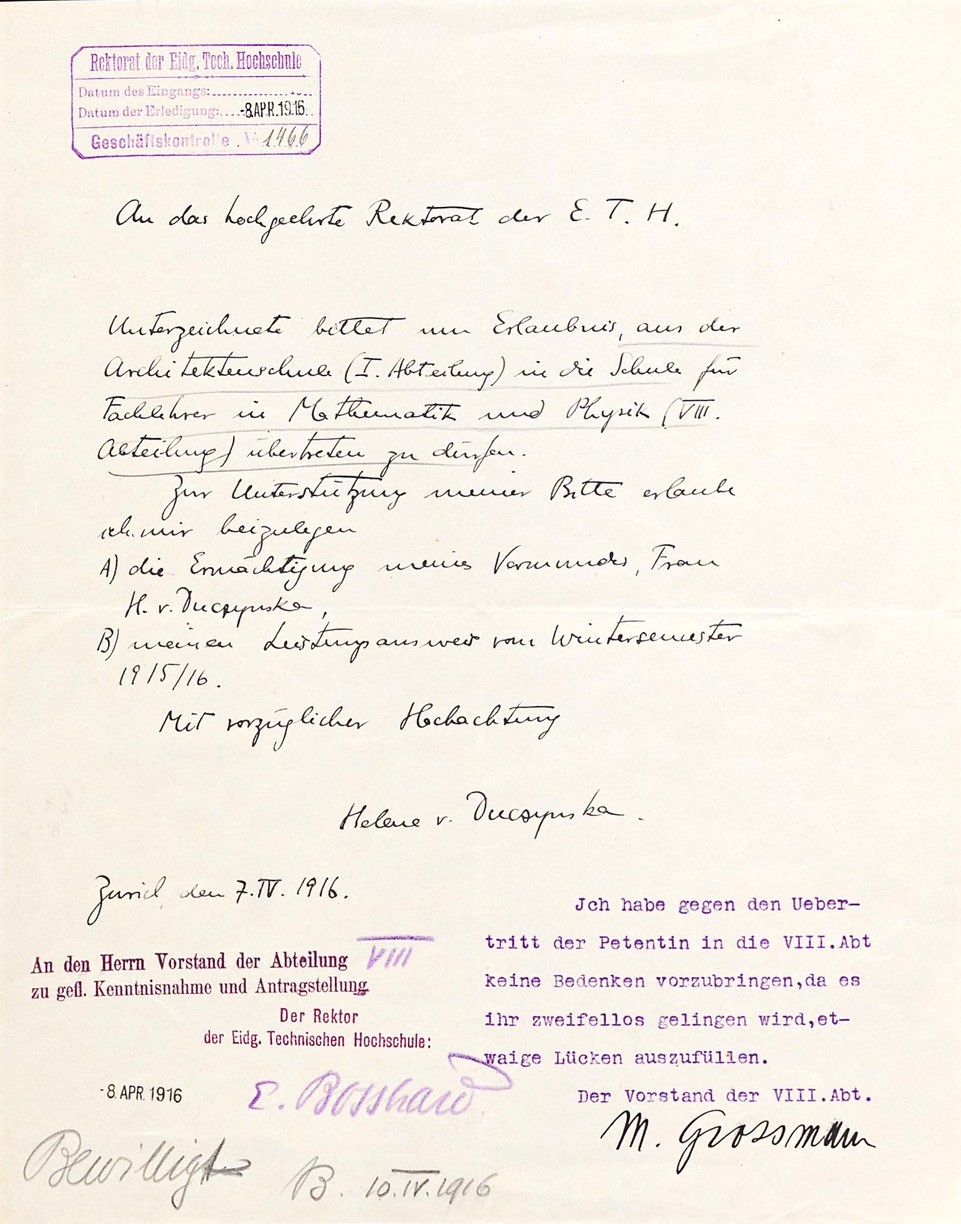 Rektorat der Eidg. Tech. Hochschule
Datum des Eingangs:
Datum der Erledigung: -8.APR.1916
Geschäftskontrolle. № 1466
An das hochgeehrte Rektorat der E. T. H.
Unterzeichnete bittet um Erlaubnis, aus der
Architektenschule (I. Abteilung) in die Schule für
Fachlehrer in Mathematik und Physik (VIII.
Abteilung) übertreten zu dürfen.
Zur Unterstützung meiner Bitte erlaube
ich mir beizulegen
A) die Ermächtigung meines Vormundes, Frau
H. v. Duczynska,
B) meinen Leistungsausweis vom Wintersemester
1915/16.
Mit vorzüglicher Hochachtung
Helene v. Duczynska.
Zürich, den 7.IV. 1916.
An den Herrn Vorstand der Abteilung VIII
zu gefl. Kenntnisnahme und Antragstellung.
Der Rektor
der Eidg. Technischen Hochschule:
-8. APR. 1916
E. Bosshard.
Jch habe gegen den Ueber-
tritt der Petentin in die VIII.Abt
keine Bedenken vorzubringen,da es
ihr zweifellos gelingen wird,et-
waige Lücken auszufüllen.
Der Vorstand der VIII.Abt.
M. Grossmann
Bewilligt B. 10.IV.1916